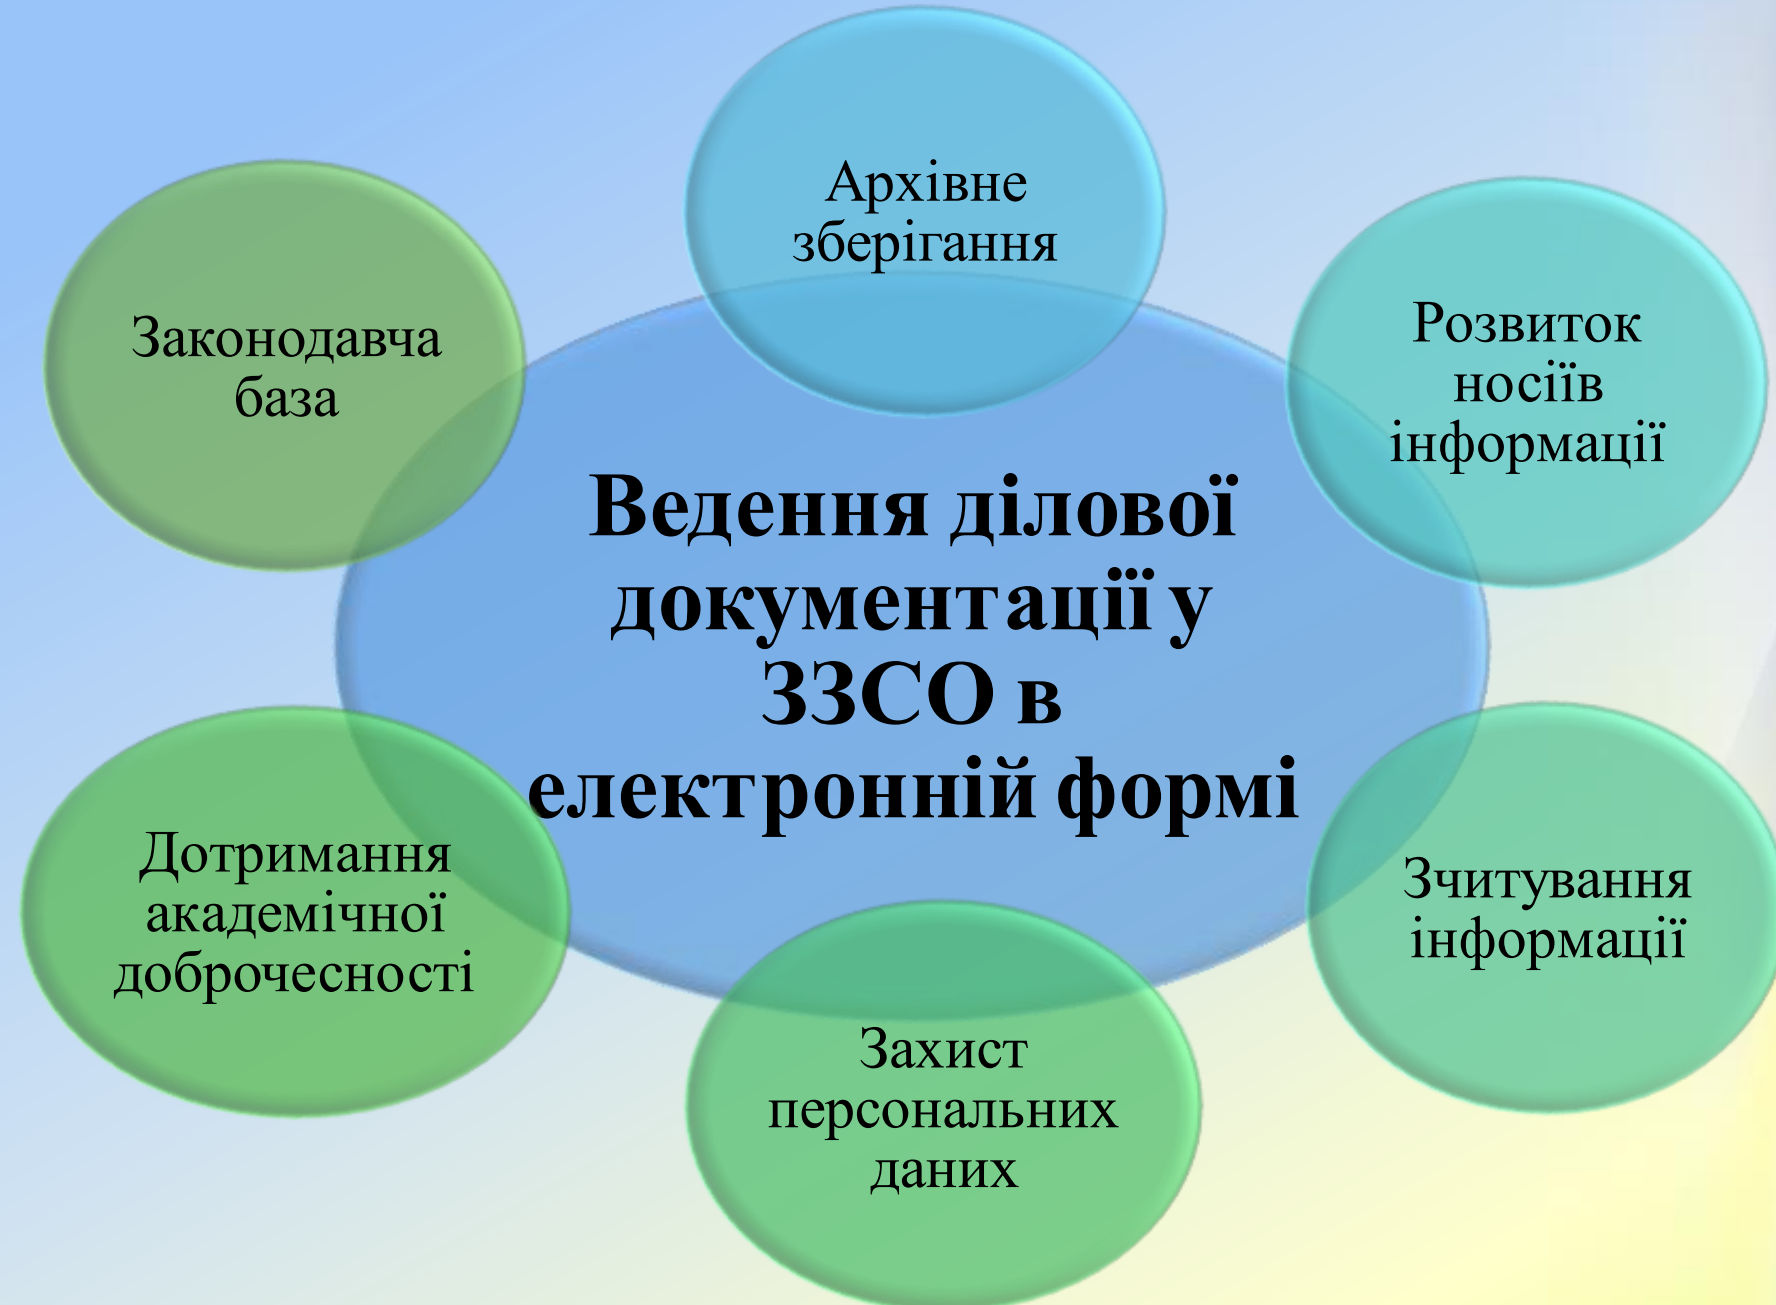 Архівне
зберігання
Розвиток
носіїв
інформації
Зчитування
інформації
Захист
персональних
даних
Дотримання
академічної
доброчесності
Законодавча
база
Ведення ділової
документації у
ЗЗСО в
електронній формі